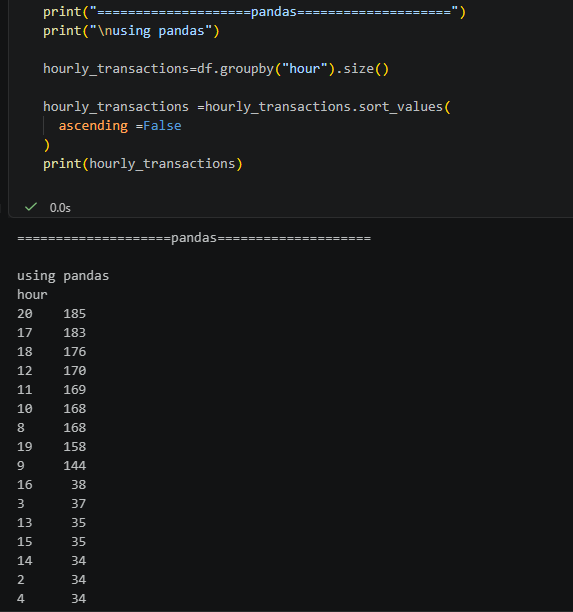 print("====================pandas====================")
print("\nusing pandas")
hourly_transactions=df.groupby("hour").size()
hourly_transactions =hourly_transactions.sort_values(
ascending =False
)
print(hourly_transactions)
0.0s
====================pandas====================
using pandas
hour
20    185
17    183
18    176
12    170
11    169
10    168
8     168
19    158
9     144
16     38
3      37
13     35
15     35
14     34
2      34
4      34